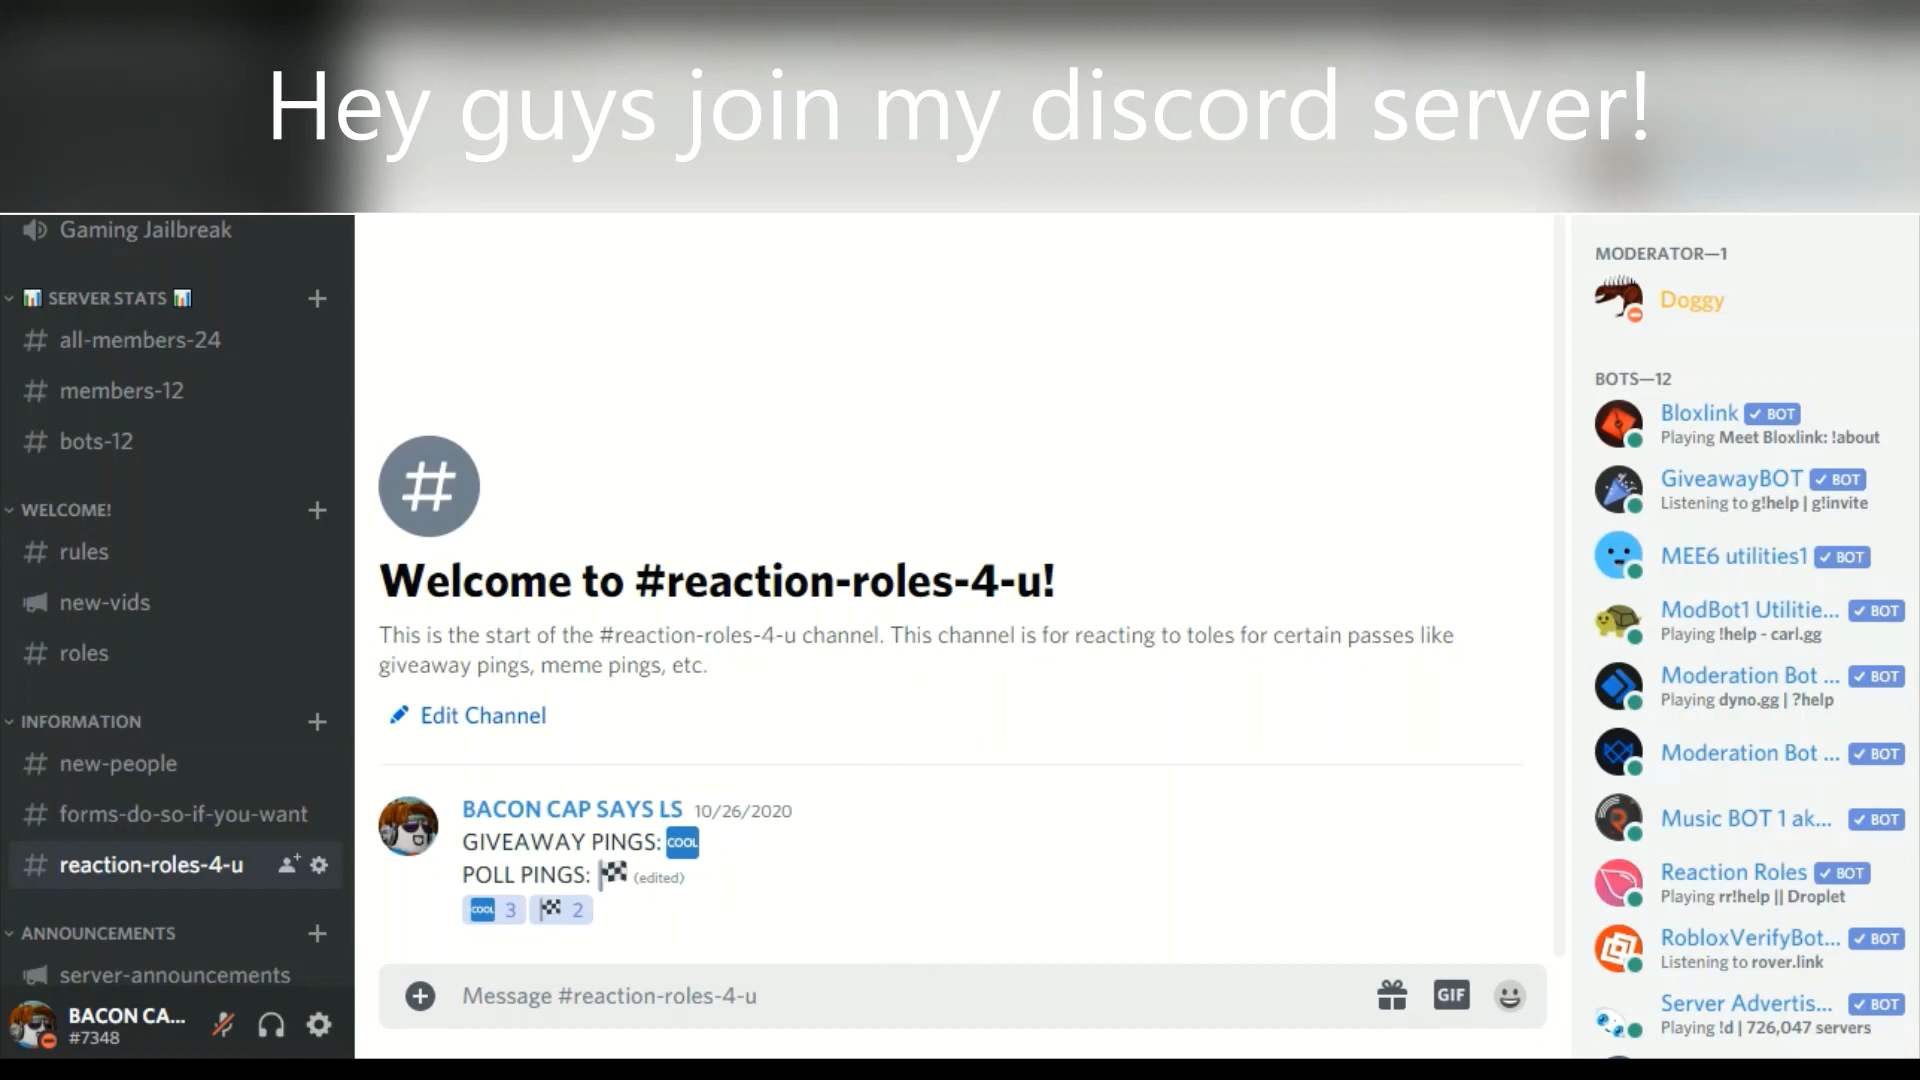 Hey guys join my discord server!
Gaming Jailbreak
SERVER STATS
all-members-24
members-12
bots-12
WELCOME!
rules
new-vids
roles
INFORMATION
new-people
forms-do-so-if-you-want
reaction-roles-4-u
ANNOUNCEMENTS
server-announcements
BACON CA...
#7348
Welcome to #reaction-roles-4-u!
This is the start of the #reaction-roles-4-u channel. This channel is for reacting to toles for certain passes like
giveaway pings, meme pings, etc.
Edit Channel
BACON CAP SAYS LS 10/26/2020
GIVEAWAY PINGS: COOL
POLL PINGS: (edited)
COOL 3 2
Message #reaction-roles-4-u
GIF
MODERATOR—1
Doggy
BOTS—12
Bloxlink BOT
Playing Meet Bloxlink: !about
GiveawayBOT BOT
Listening to g!help | g!invite
MEE6 utilities1 BOT
ModBot1 Utilitie... BOT
Playing !help - carl.gg
Moderation Bot ... BOT
Playing dyno.gg | ?help
Moderation Bot ... BOT
Music BOT 1 ak... BOT
Reaction Roles BOT
Playing rr!help || Droplet
RobloxVerifyBot... BOT
Listening to rover.link
Server Advertis... BOT
Playing !d | 726,047 servers